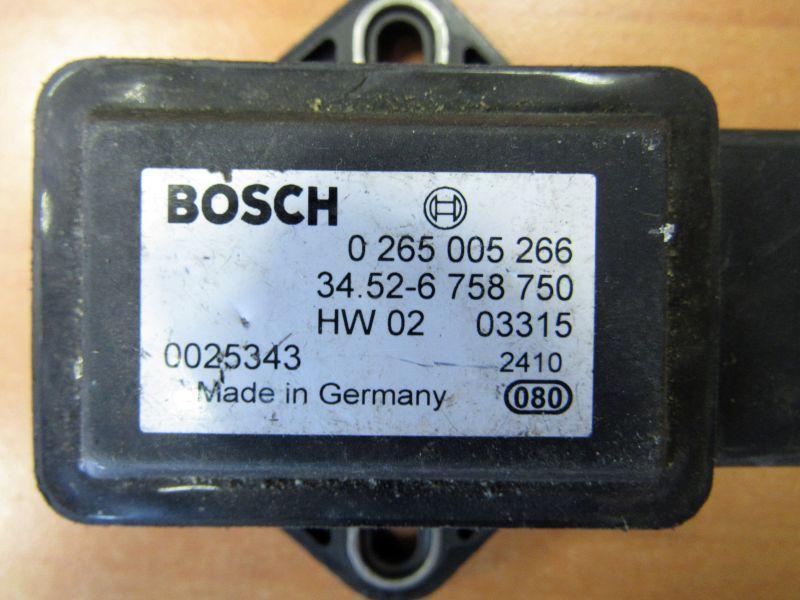 BOSCH
0 265 005 266
34.52-6 758 750
HW 02 03315
0025343 2410
Made in Germany 080